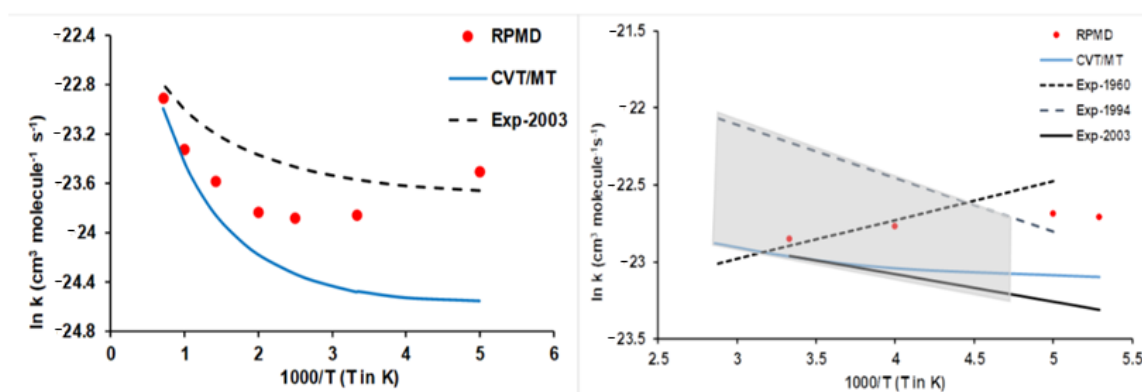 −22.4
−22.8
−23.2
−23.6
−24
−24.4
−24.8
ln k (cm³ molecule⁻¹ s⁻¹)
RPMD
CVT/MT
Exp-2003
0 1 2 3 4 5 6
1000/T (T in K)
−21.5
−22
−22.5
−23
−23.5
ln k (cm³ molecule⁻¹s⁻¹)
RPMD
CVT/MT
Exp-1960
Exp-1994
Exp-2003
2.5 3 3.5 4 4.5 5 5.5
1000/T (T in K)